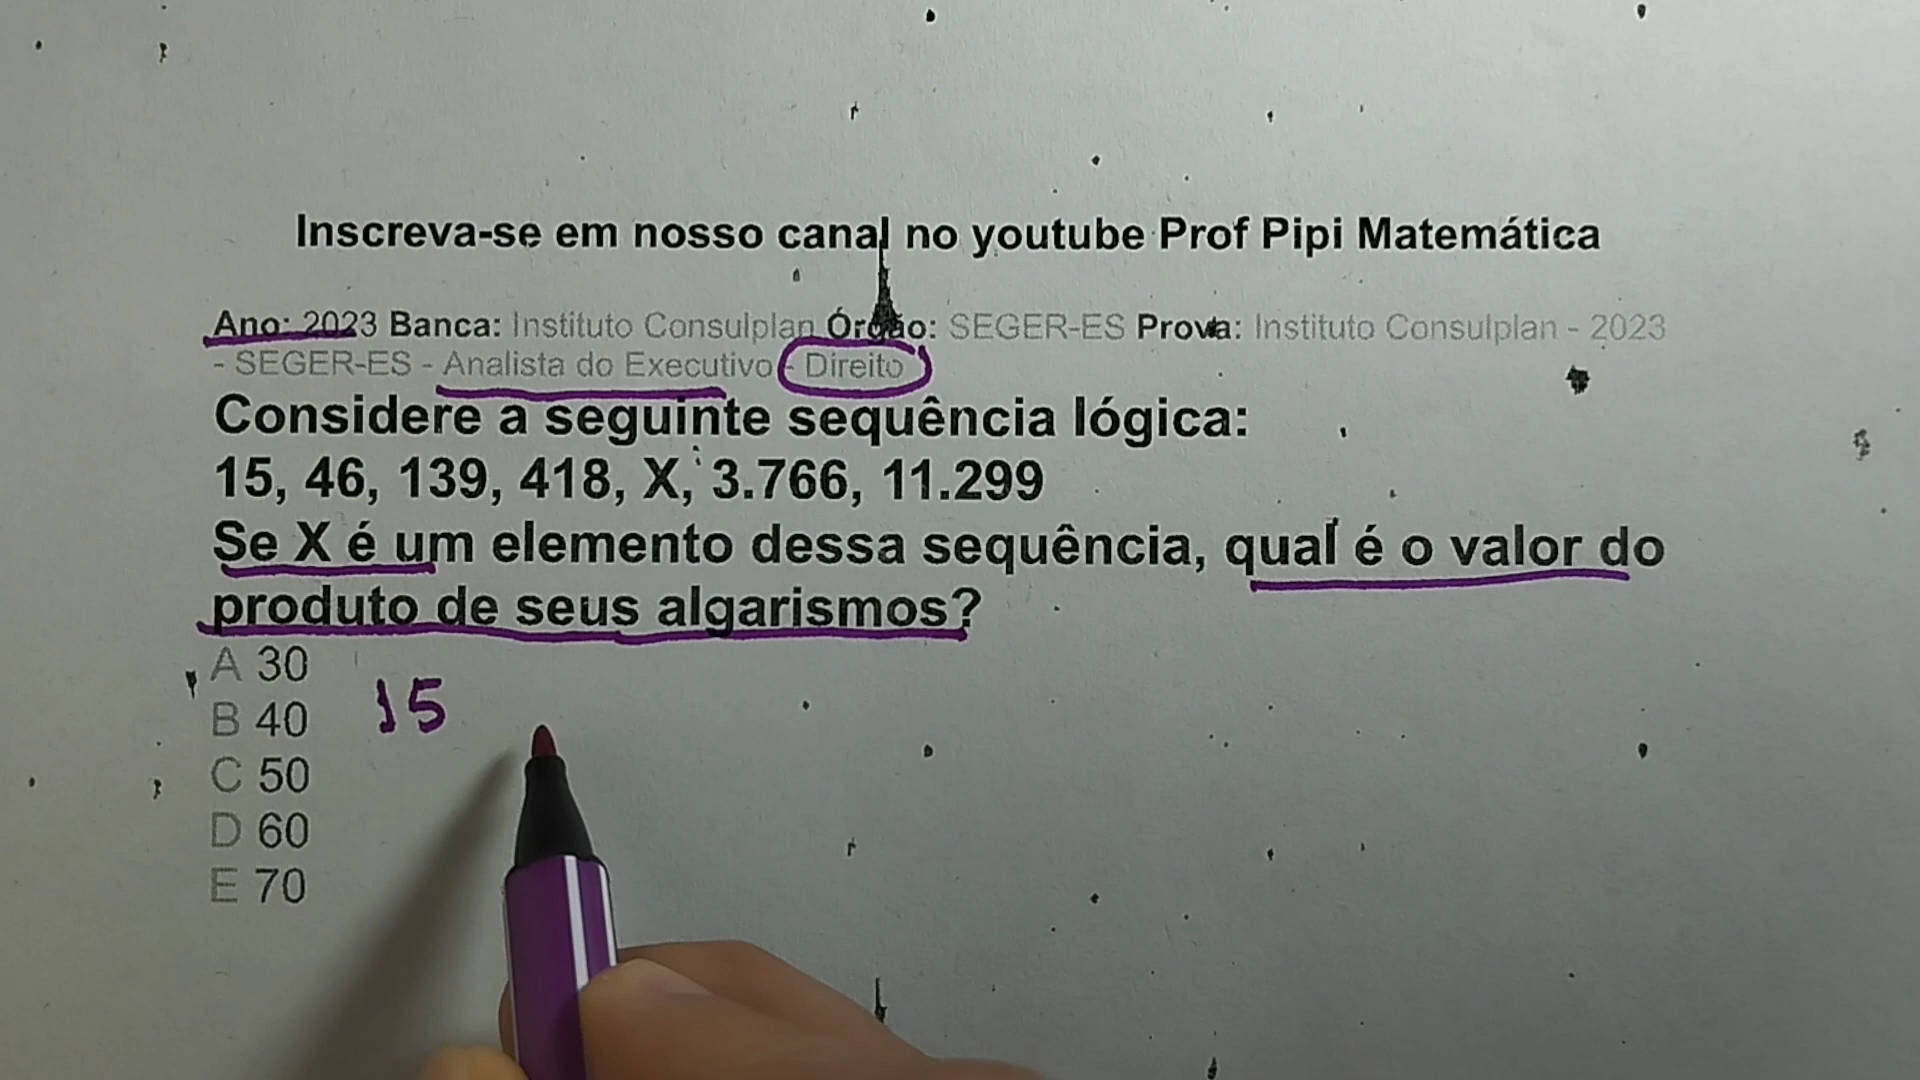 Inscreva-se em nosso canal no youtube Prof Pipi Matemática
Ano: 2023 Banca: Instituto Consulplan Órgão: SEGER-ES Prova: Instituto Consulplan - 2023
- SEGER-ES - Analista do Executivo - Direito
Considere a seguinte sequência lógica:
15, 46, 139, 418, X, 3.766, 11.299
Se X é um elemento dessa sequência, qual é o valor do
produto de seus algarismos?
A 30
B 40
15
C 50
D 60
E 70